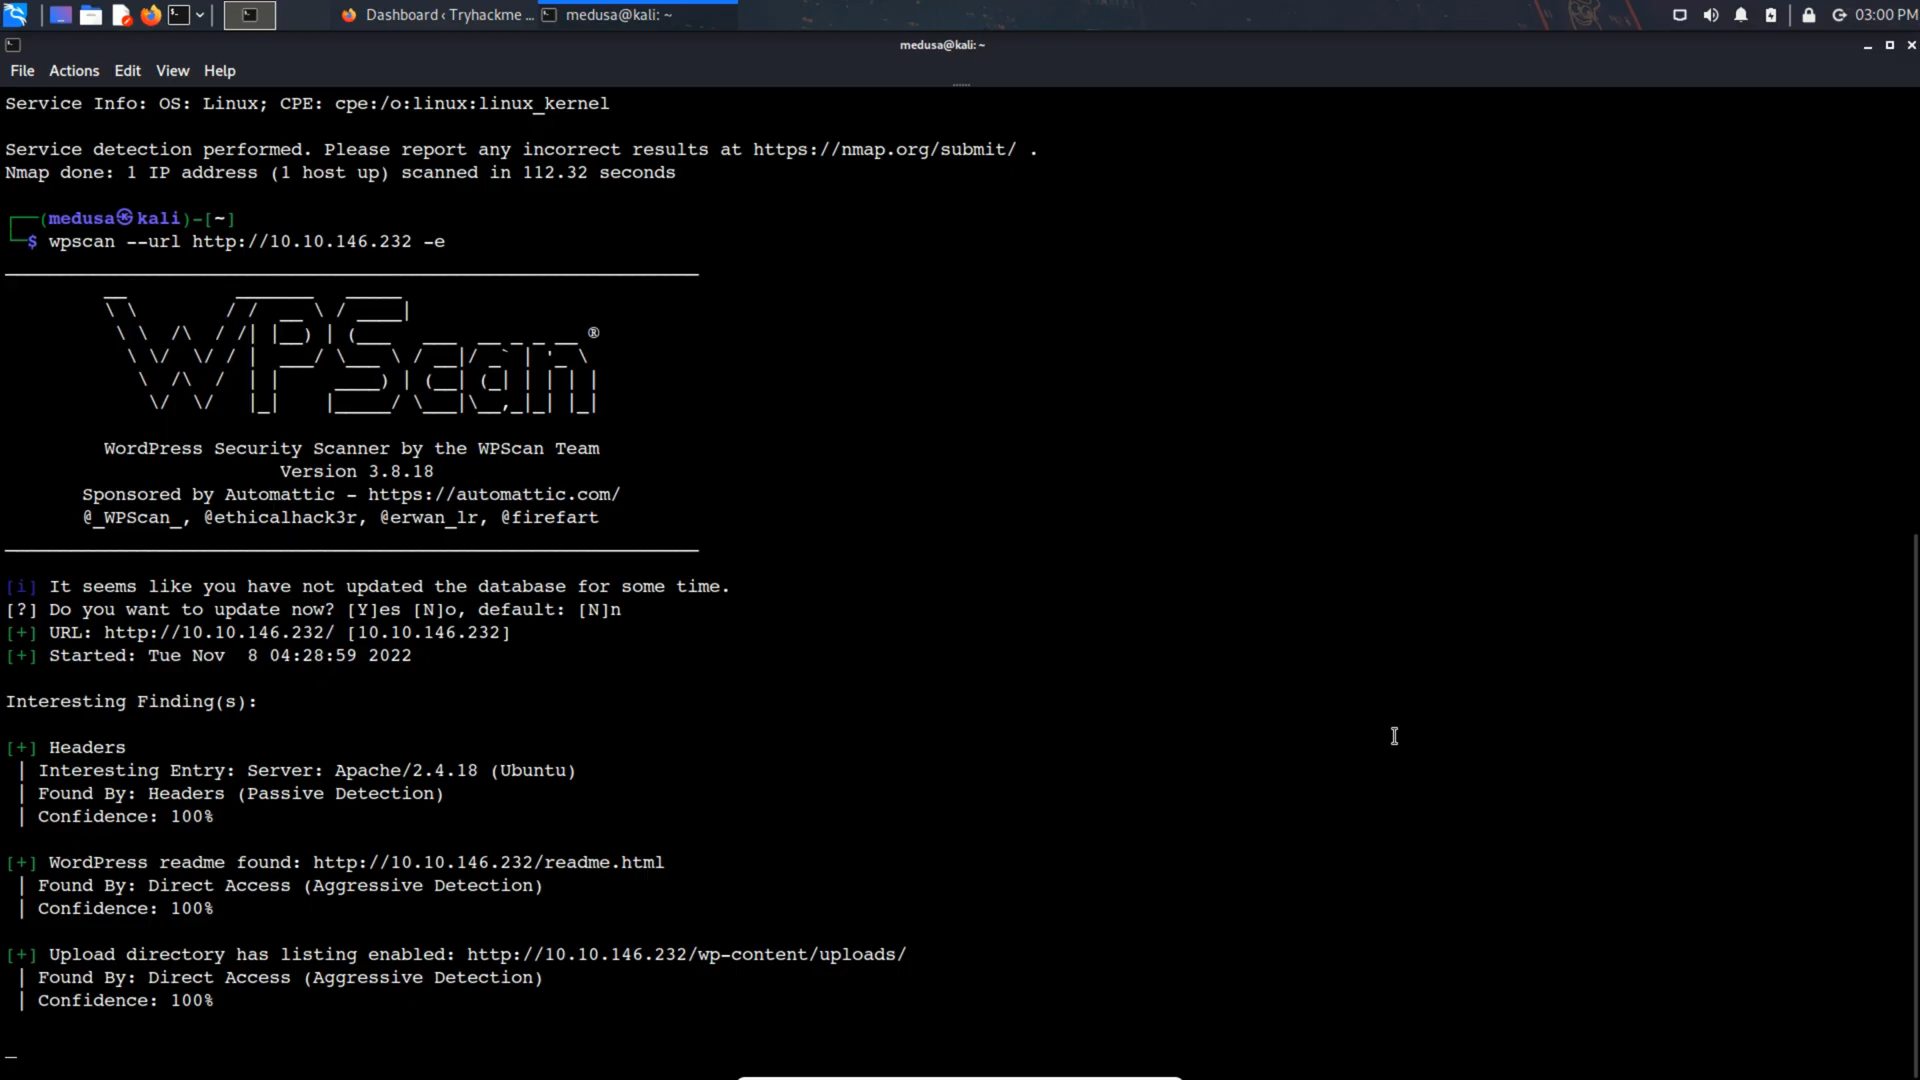 Dashboard ‹ Tryhackme ...
medusa@kali: ~
03:00 PM
medusa@kali: ~
File Actions Edit View Help
Service Info: OS: Linux; CPE: cpe:/o:linux:linux_kernel
Service detection performed. Please report any incorrect results at https://nmap.org/submit/ .
Nmap done: 1 IP address (1 host up) scanned in 112.32 seconds
(medusa㉿kali)-[~]
$ wpscan --url http://10.10.146.232 -e
WPScan ®
WordPress Security Scanner by the WPScan Team
Version 3.8.18
Sponsored by Automattic - https://automattic.com/
@_WPScan_, @ethicalhack3r, @erwan_lr, @firefart
[i] It seems like you have not updated the database for some time.
[?] Do you want to update now? [Y]es [N]o, default: [N]n
[+] URL: http://10.10.146.232/ [10.10.146.232]
[+] Started: Tue Nov  8 04:28:59 2022
Interesting Finding(s):
[+] Headers
| Interesting Entry: Server: Apache/2.4.18 (Ubuntu)
| Found By: Headers (Passive Detection)
| Confidence: 100%
[+] WordPress readme found: http://10.10.146.232/readme.html
| Found By: Direct Access (Aggressive Detection)
| Confidence: 100%
[+] Upload directory has listing enabled: http://10.10.146.232/wp-content/uploads/
| Found By: Direct Access (Aggressive Detection)
| Confidence: 100%